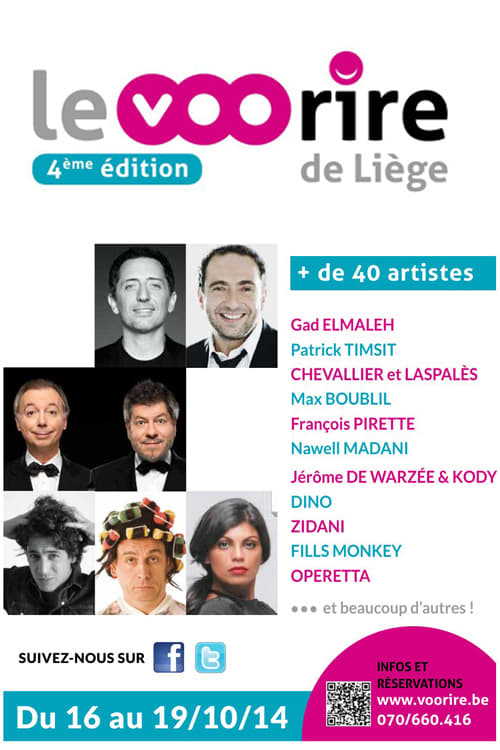 le voo rire
4ème édition
de Liège
+ de 40 artistes
Gad ELMALEH
Patrick TIMSIT
CHEVALLIER et LASPALÈS
Max BOUBLIL
François PIRETTE
Nawell MADANI
Jérôme DE WARZÉE & KODY
DINO
ZIDANI
FILLS MONKEY
OPERETTA
●●● et beaucoup d'autres !
SUIVEZ-NOUS SUR
INFOS ET
RÉSERVATIONS
www.voorire.be
070/660.416
Du 16 au 19/10/14